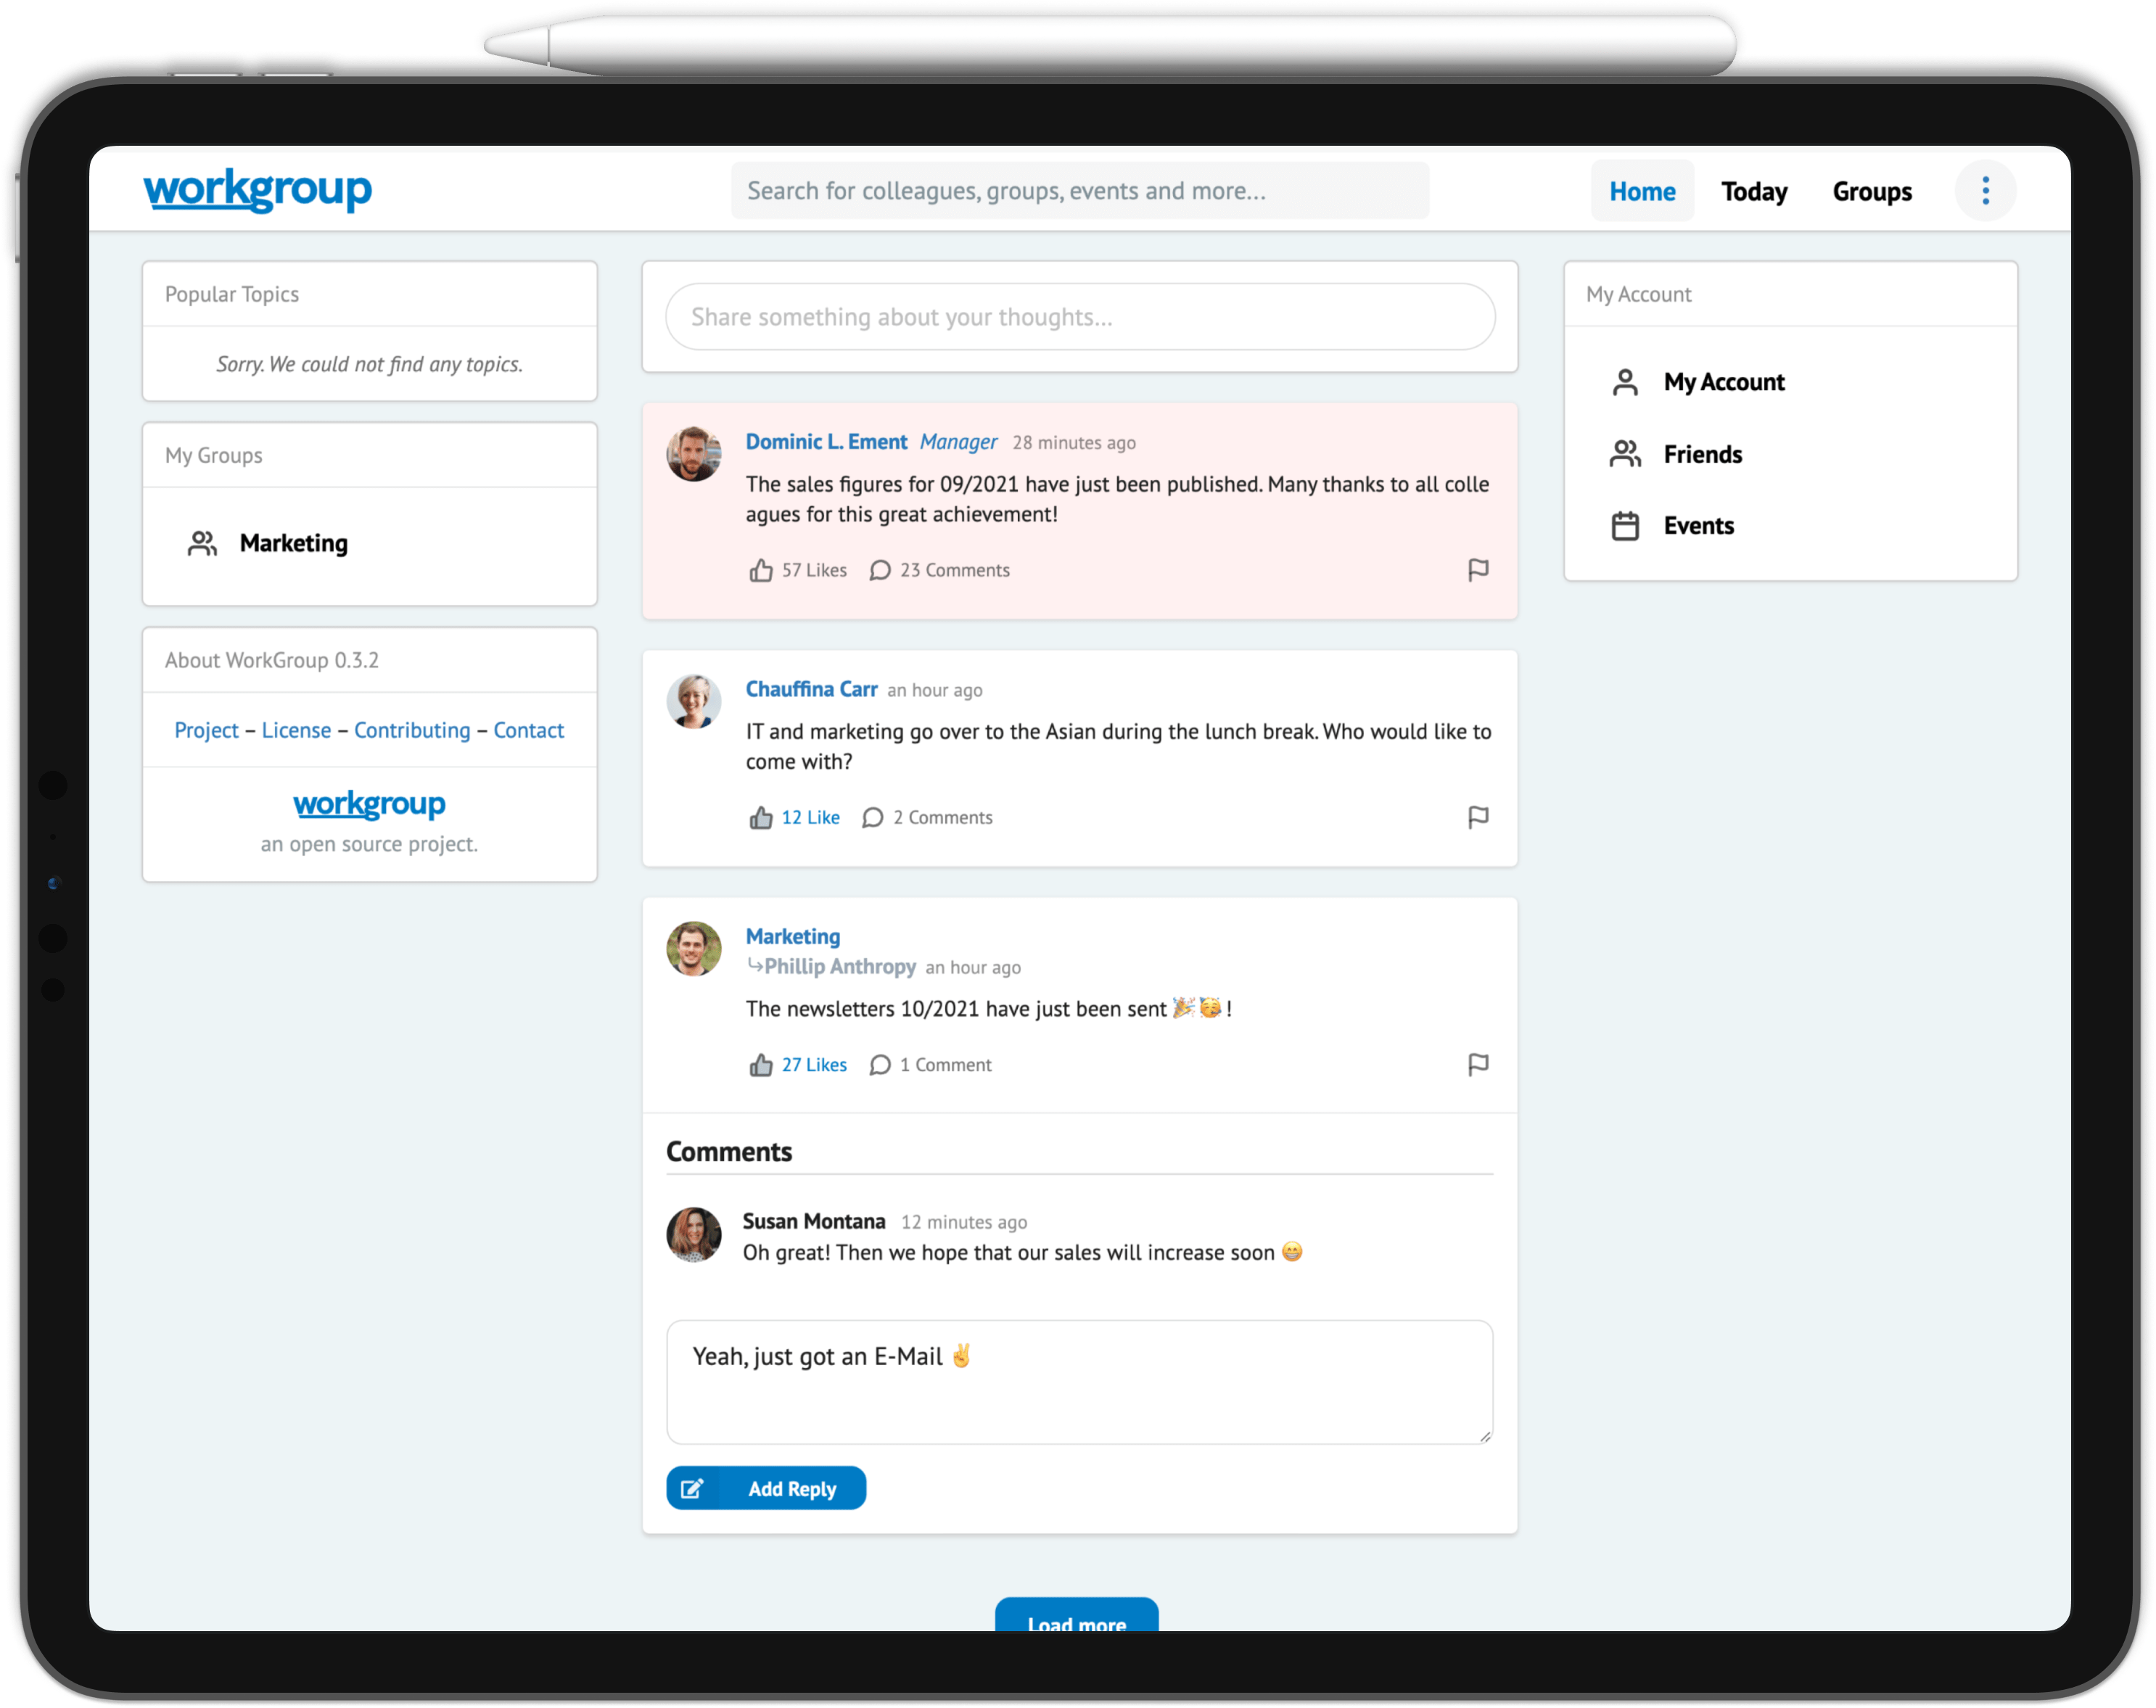 workgroup
Search for colleagues, groups, events and more...
Home
Today
Groups
Popular Topics
Sorry. We could not find any topics.
My Groups
Marketing
About WorkGroup 0.3.2
Project – License – Contributing – Contact
workgroup
an open source project.
Share something about your thoughts...
Dominic L. Ement Manager 28 minutes ago
The sales figures for 09/2021 have just been published. Many thanks to all colle
agues for this great achievement!
57 Likes 23 Comments
Chauffina Carr an hour ago
IT and marketing go over to the Asian during the lunch break. Who would like to
come with?
12 Like 2 Comments
Marketing
↪Phillip Anthropy an hour ago
The newsletters 10/2021 have just been sent 🎉🥳 !
27 Likes 1 Comment
Comments
Susan Montana 12 minutes ago
Oh great! Then we hope that our sales will increase soon 😁
Yeah, just got an E-Mail ✌️
Add Reply
Load more
My Account
My Account
Friends
Events